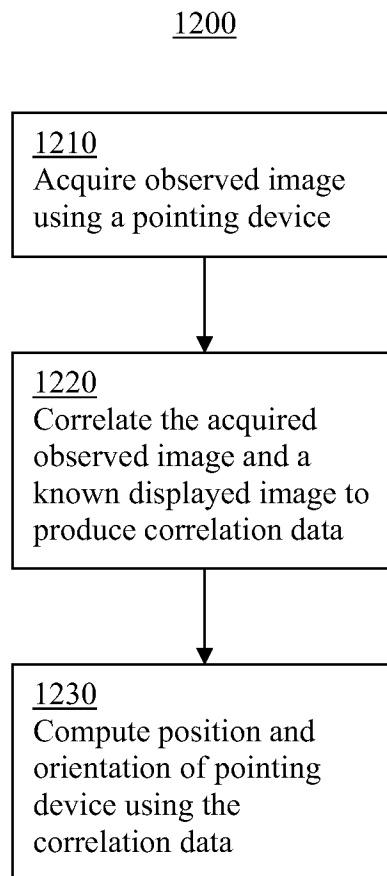 1200
1210
Acquire observed image
using a pointing device
1220
Correlate the acquired
observed image and a
known displayed image to
produce correlation data
1230
Compute position and
orientation of pointing
device using the
correlation data